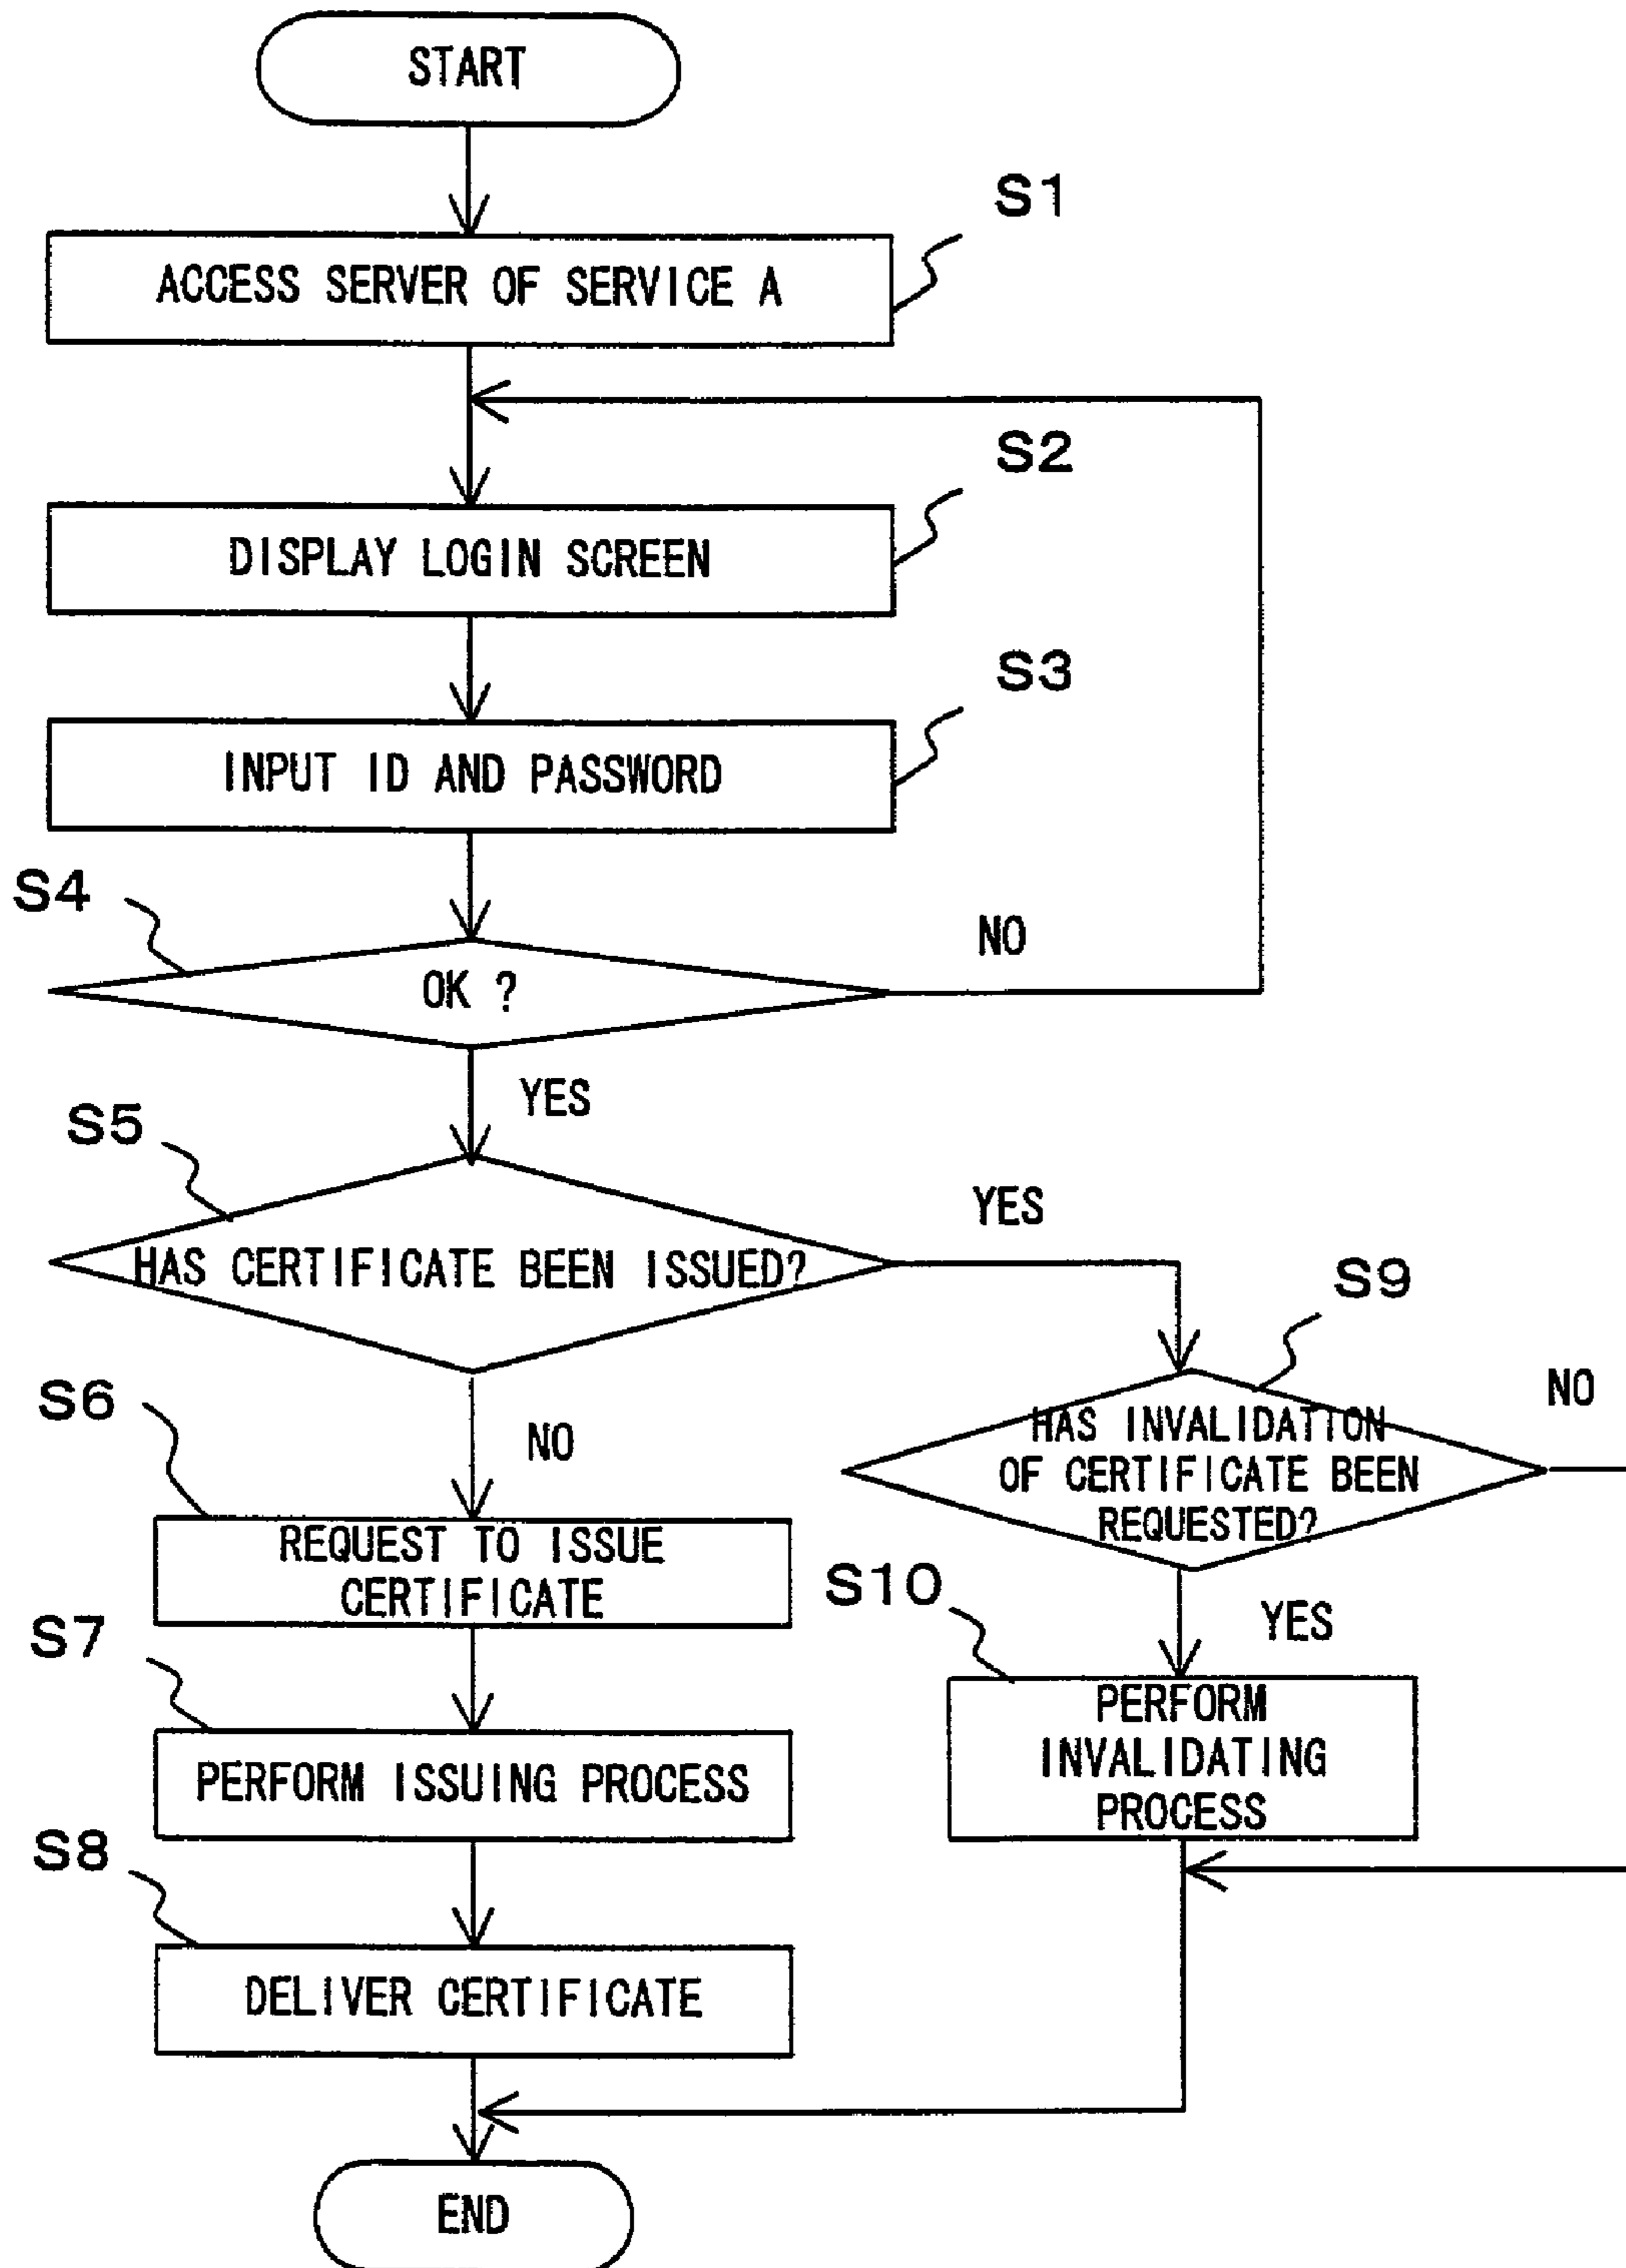 START
S1
ACCESS SERVER OF SERVICE A
S2
DISPLAY LOGIN SCREEN
S3
INPUT ID AND PASSWORD
S4
OK ?
NO
YES
S5
HAS CERTIFICATE BEEN ISSUED?
YES
NO
S9
HAS INVALIDATION
OF CERTIFICATE BEEN
REQUESTED?
NO
YES
S6
REQUEST TO ISSUE
CERTIFICATE
S7
PERFORM ISSUING PROCESS
S10
PERFORM
INVALIDATING
PROCESS
S8
DELIVER CERTIFICATE
END